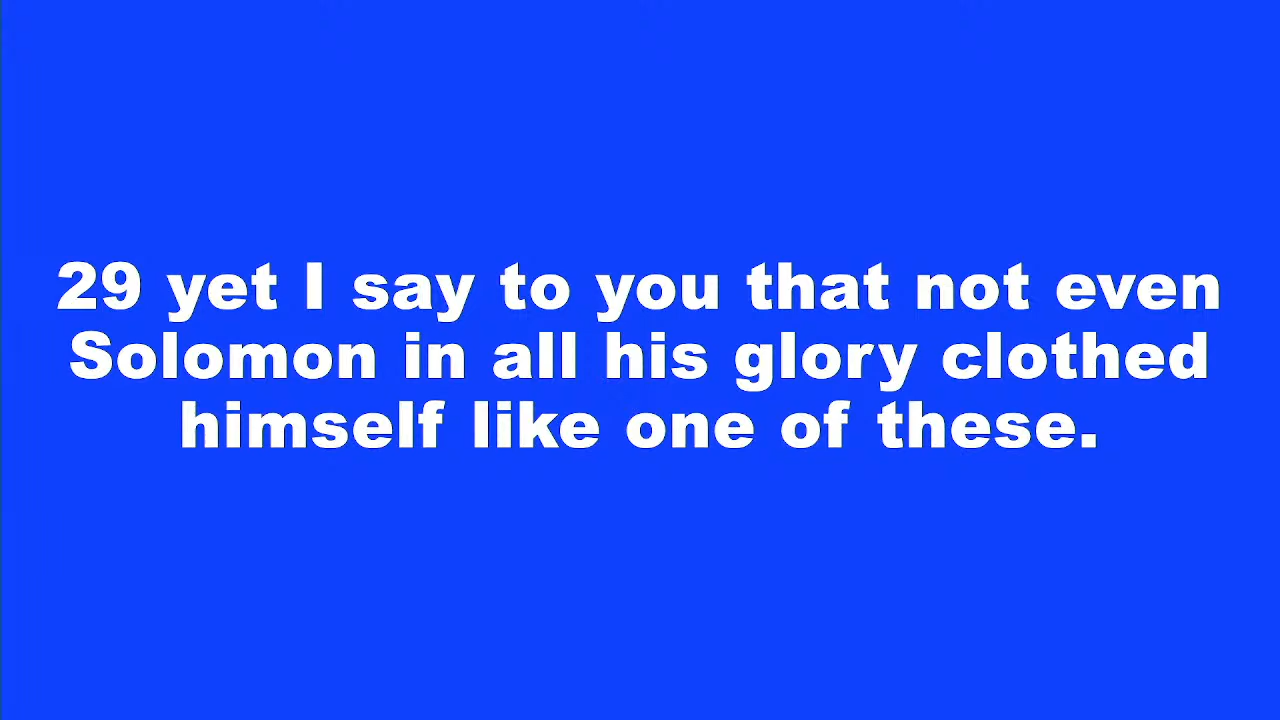 29 yet I say to you that not even
Solomon in all his glory clothed
himself like one of these.